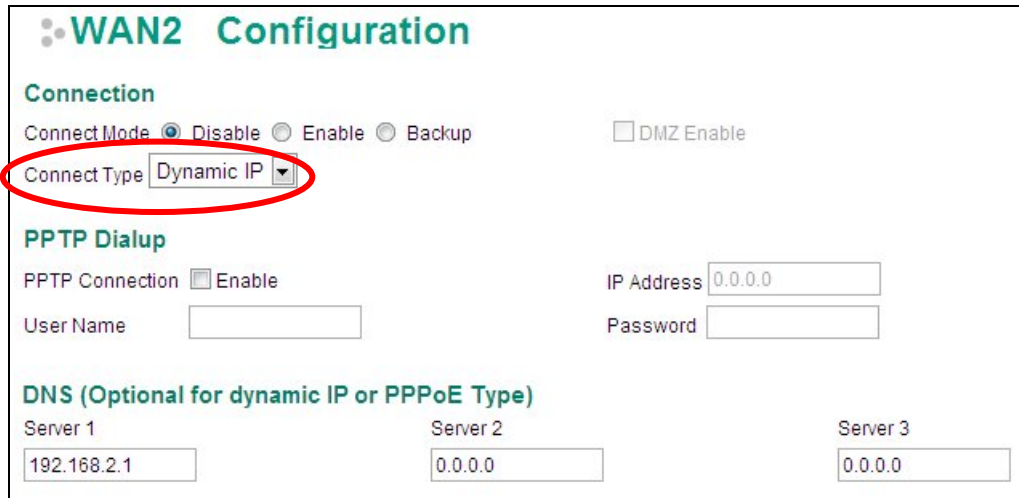 WAN2 Configuration
Connection
Connect Mode Disable Enable Backup DMZ Enable
Connect Type Dynamic IP
PPTP Dialup
PPTP Connection Enable IP Address 0.0.0.0
User Name Password
DNS (Optional for dynamic IP or PPPoE Type)
Server 1 Server 2 Server 3
192.168.2.1 0.0.0.0 0.0.0.0